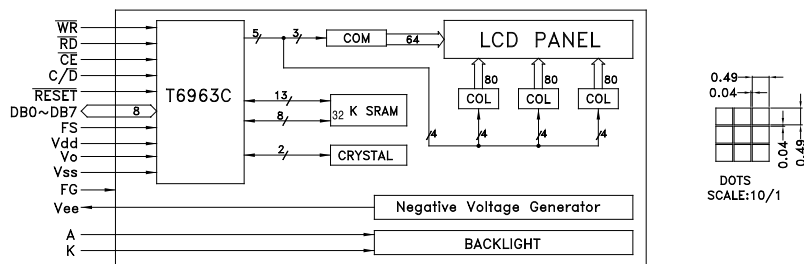 WR
RD
CE
C/D
RESET
DB0~DB7
FS
Vdd
Vo
Vss
FG
Vee
A
K
8
T6963C
5
3
COM
64
LCD PANEL
80
80
80
COL
COL
COL
4
4
4
4
13
8
32 K SRAM
2
CRYSTAL
Negative Voltage Generator
BACKLIGHT
0.49
0.04
0.04
0.49
DOTS
SCALE:10/1